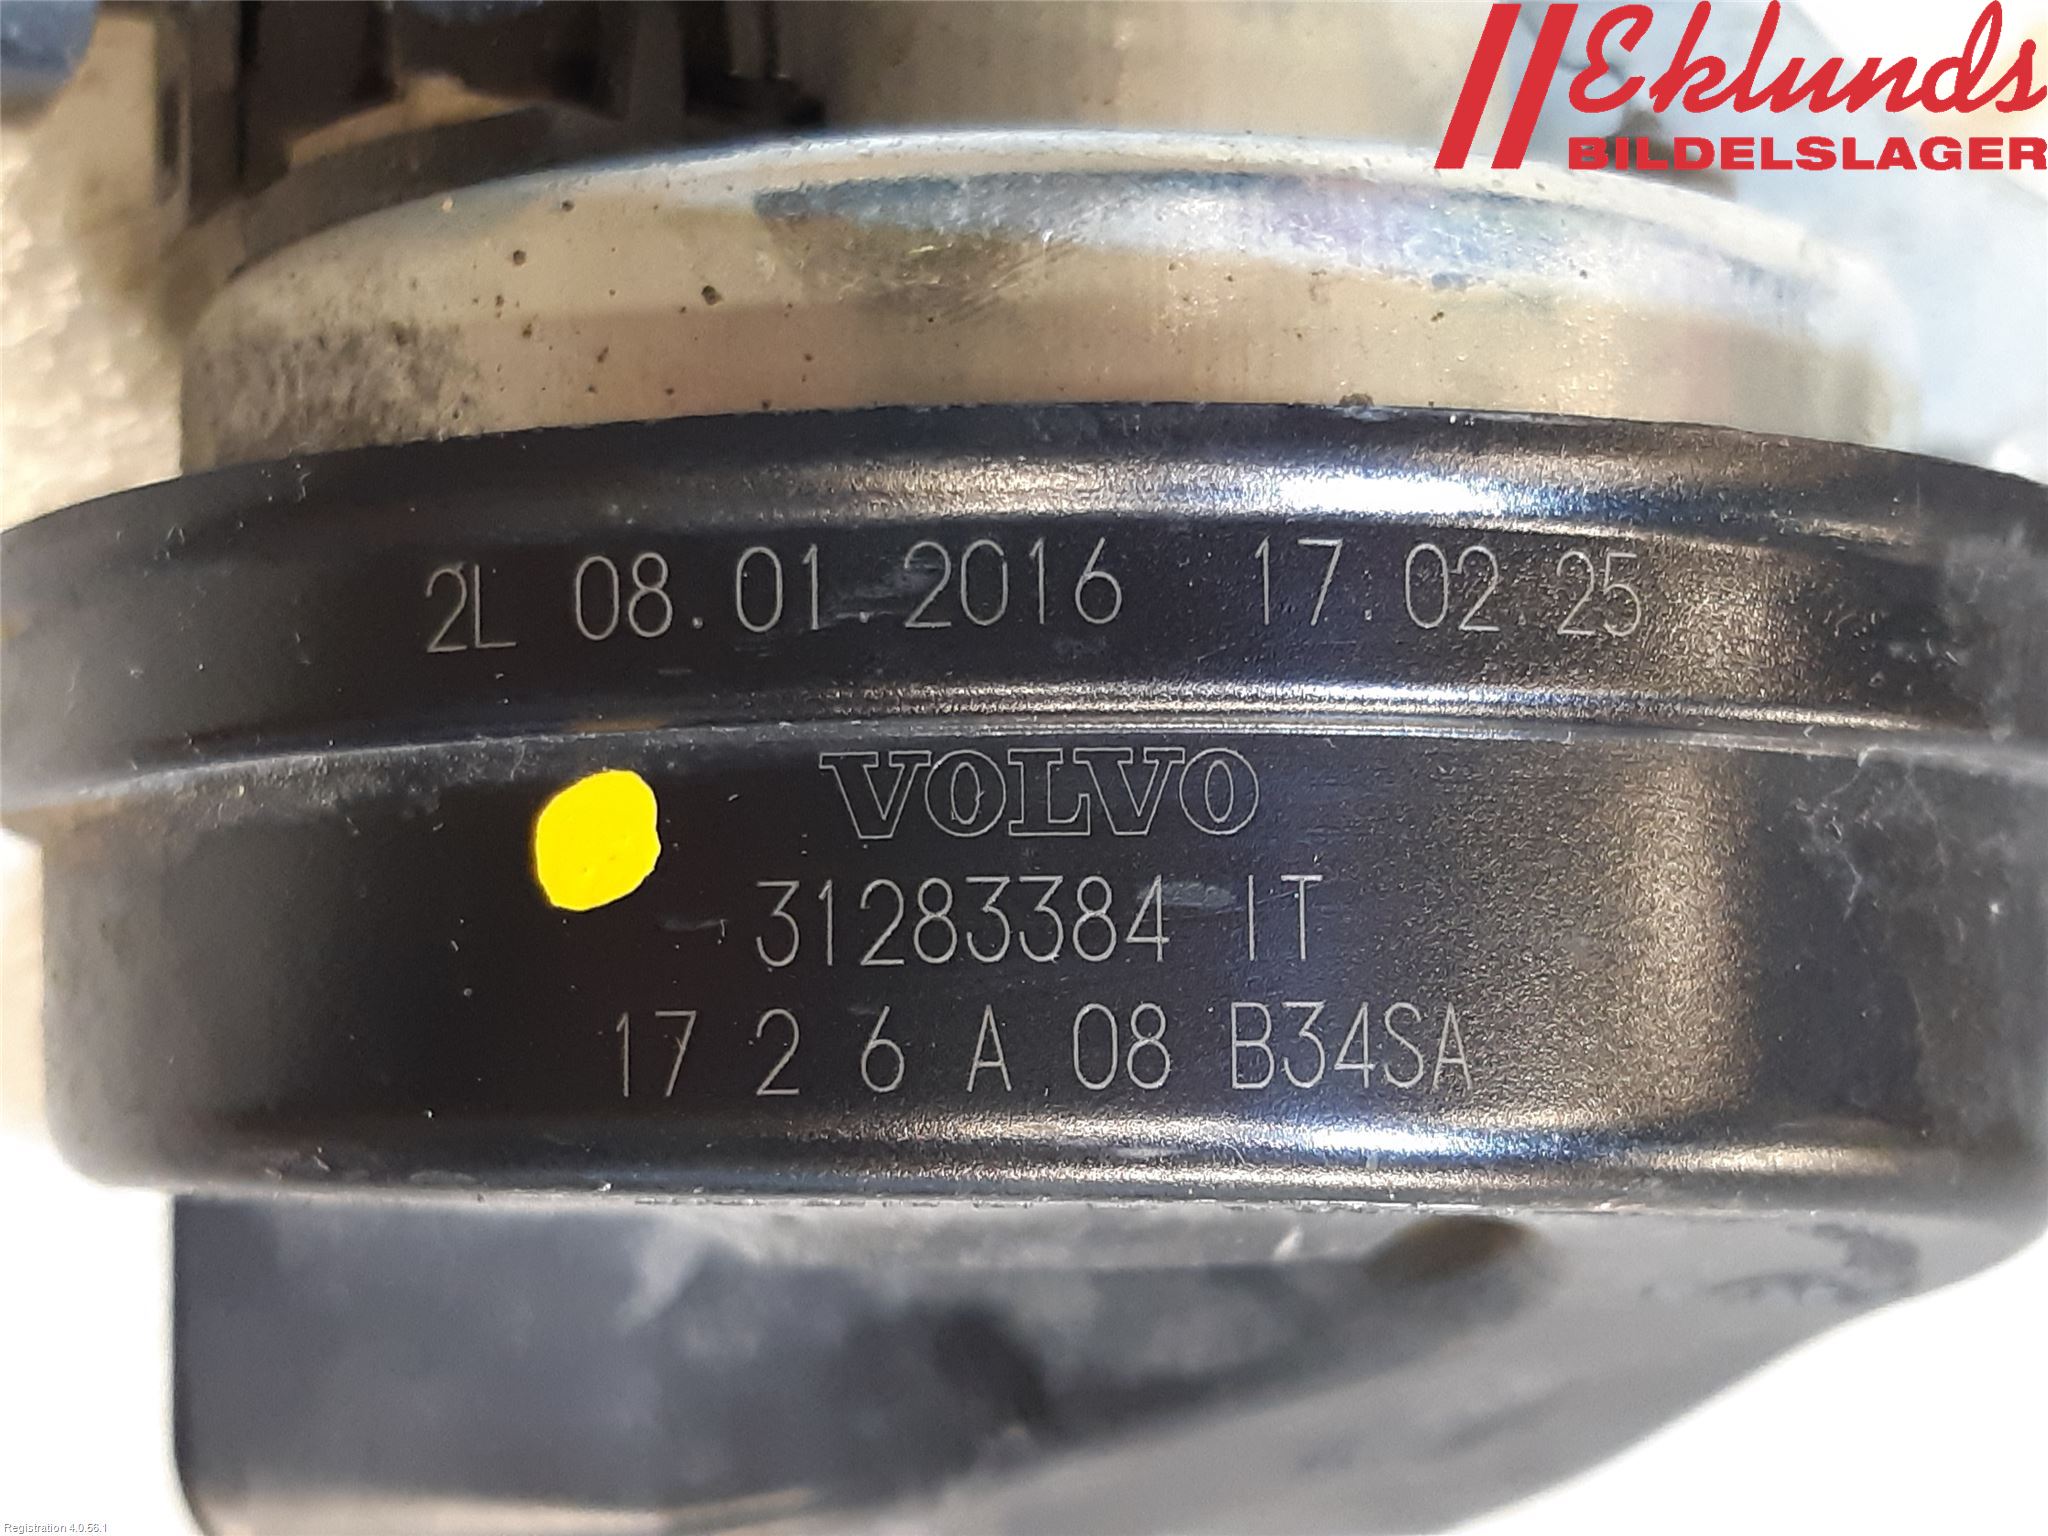 Eklunds
BILDELSLAGER
2L 08.01.2016 17.02.25
VOLVO
31283384 IT
17 2 6 A 08 B34SA
Registration 4.0.66.1